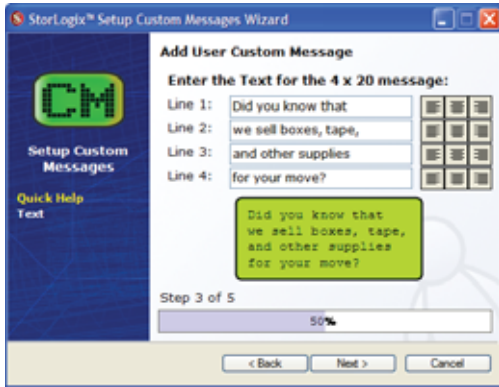 StorLogix™ Setup Custom Messages Wizard
CM
Setup Custom
Messages
Quick Help
Text
Add User Custom Message
Enter the Text for the 4 x 20 message:
Line 1: Did you know that
Line 2: we sell boxes, tape,
Line 3: and other supplies
Line 4: for your move?
Did you know that
we sell boxes, tape,
and other supplies
for your move?
Step 3 of 5
50%
< Back Next > Cancel